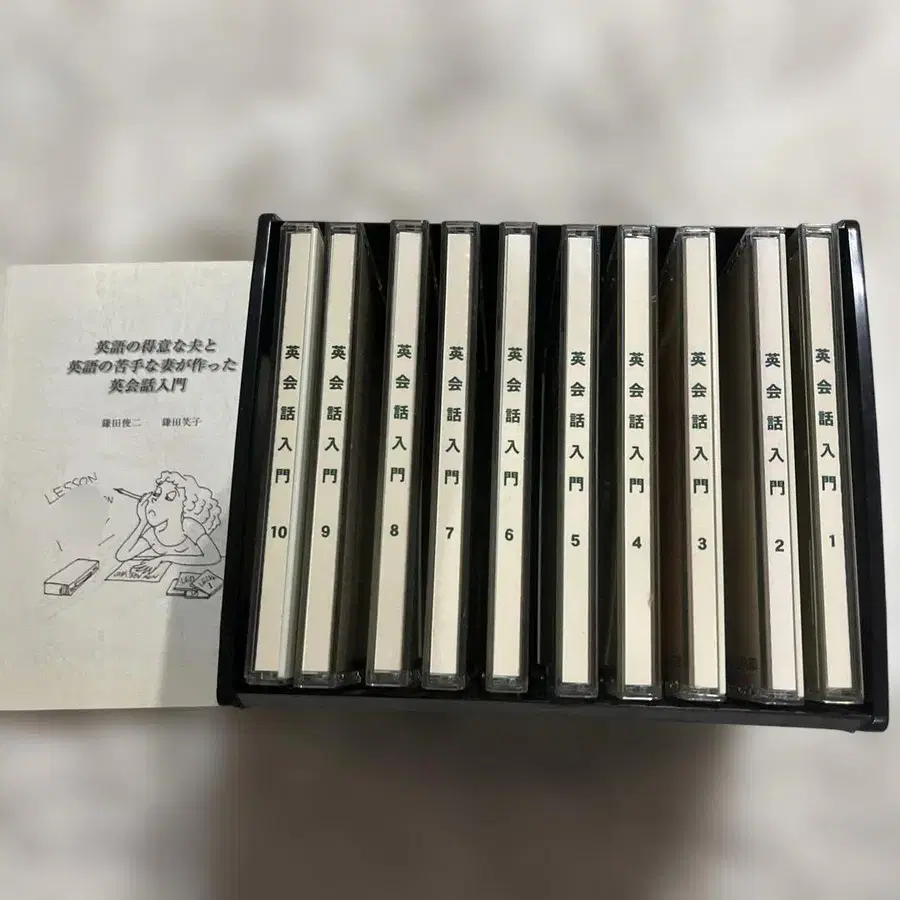 英語の得意な夫と
英語の苦手な妻が作った
英会話入門
鎌田俊二 鎌田笑子
LESSON
英会話入門 10
英会話入門 9
英会話入門 8
英会話入門 7
英会話入門 6
英会話入門 5
英会話入門 4
英会話入門 3
英会話入門 2
英会話入門 1